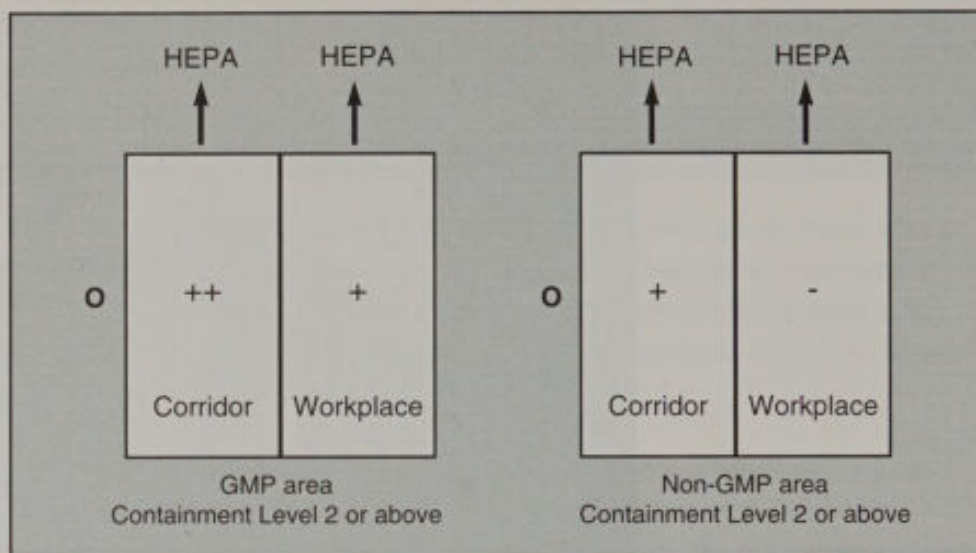 HEPA HEPA HEPA HEPA
O ++ + O + -
Corridor Workplace Corridor Workplace
GMP area
Containment Level 2 or above
Non-GMP area
Containment Level 2 or above